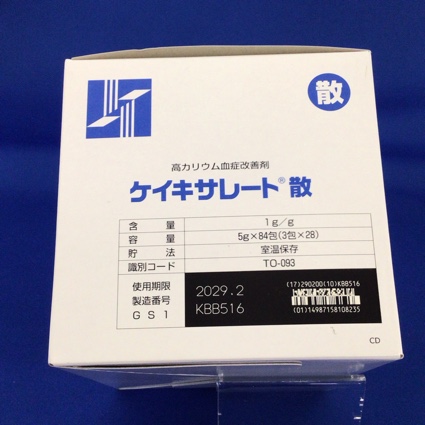 散
高カリウム血症改善剤
ケイキサレート®散
含量 1g/g
容量 5g×84包(3包×28)
貯法 室温保存
識別コード TO-093
使用期限 2029.2
製造番号 KBB516
GS1
(17)290200(10)KBB516
(01)14987158108235
CD